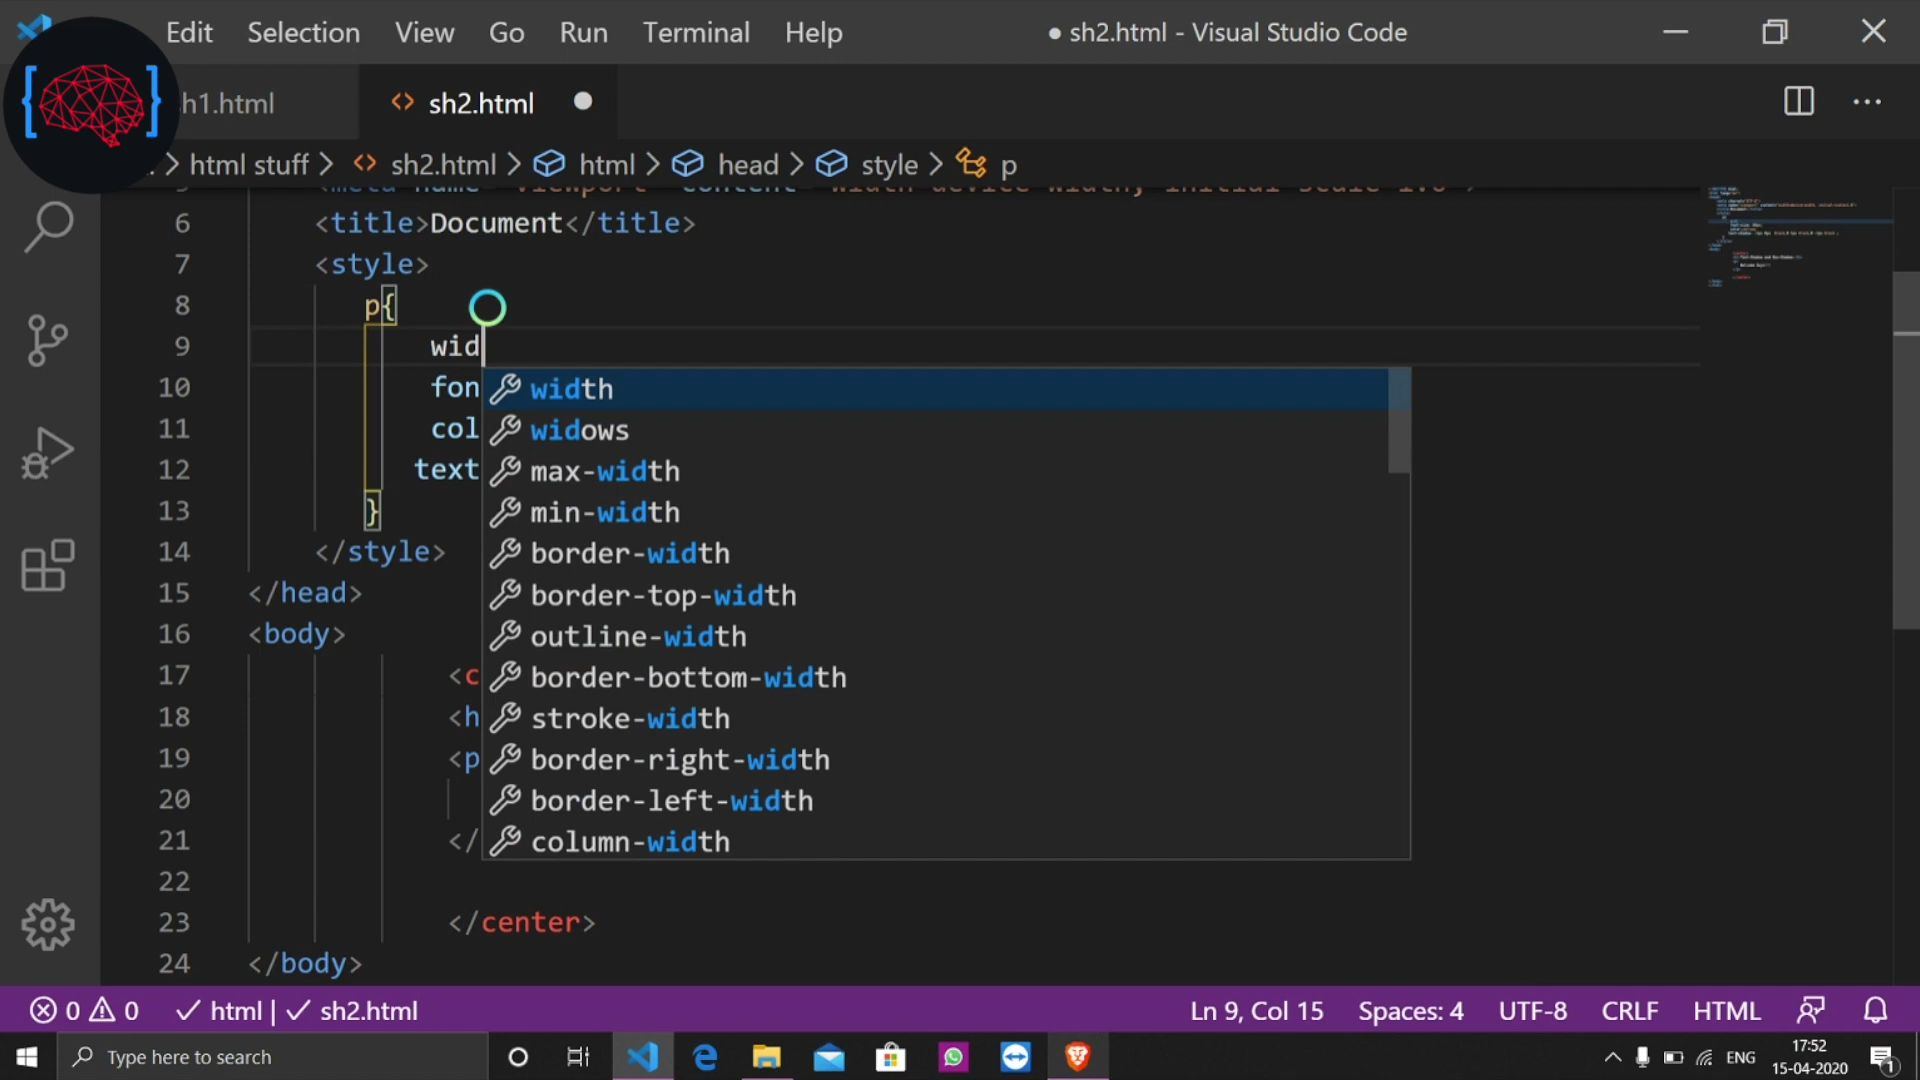 Edit Selection View Go Run Terminal Help ● sh2.html - Visual Studio Code
h1.html sh2.html
html stuff > sh2.html > html > head > style > p
6 <title>Document</title>
7 <style>
8 p{
9 wid
10 fon
11 col
12 text
13 }
14 </style>
15 </head>
16 <body>
17 <c
18 <h
19 <p
20
21 </
22
23 </center>
24 </body>
width
widows
max-width
min-width
border-width
border-top-width
outline-width
border-bottom-width
stroke-width
border-right-width
border-left-width
column-width
0 0 html | sh2.html Ln 9, Col 15 Spaces: 4 UTF-8 CRLF HTML
Type here to search ENG 17:52
15-04-2020 1